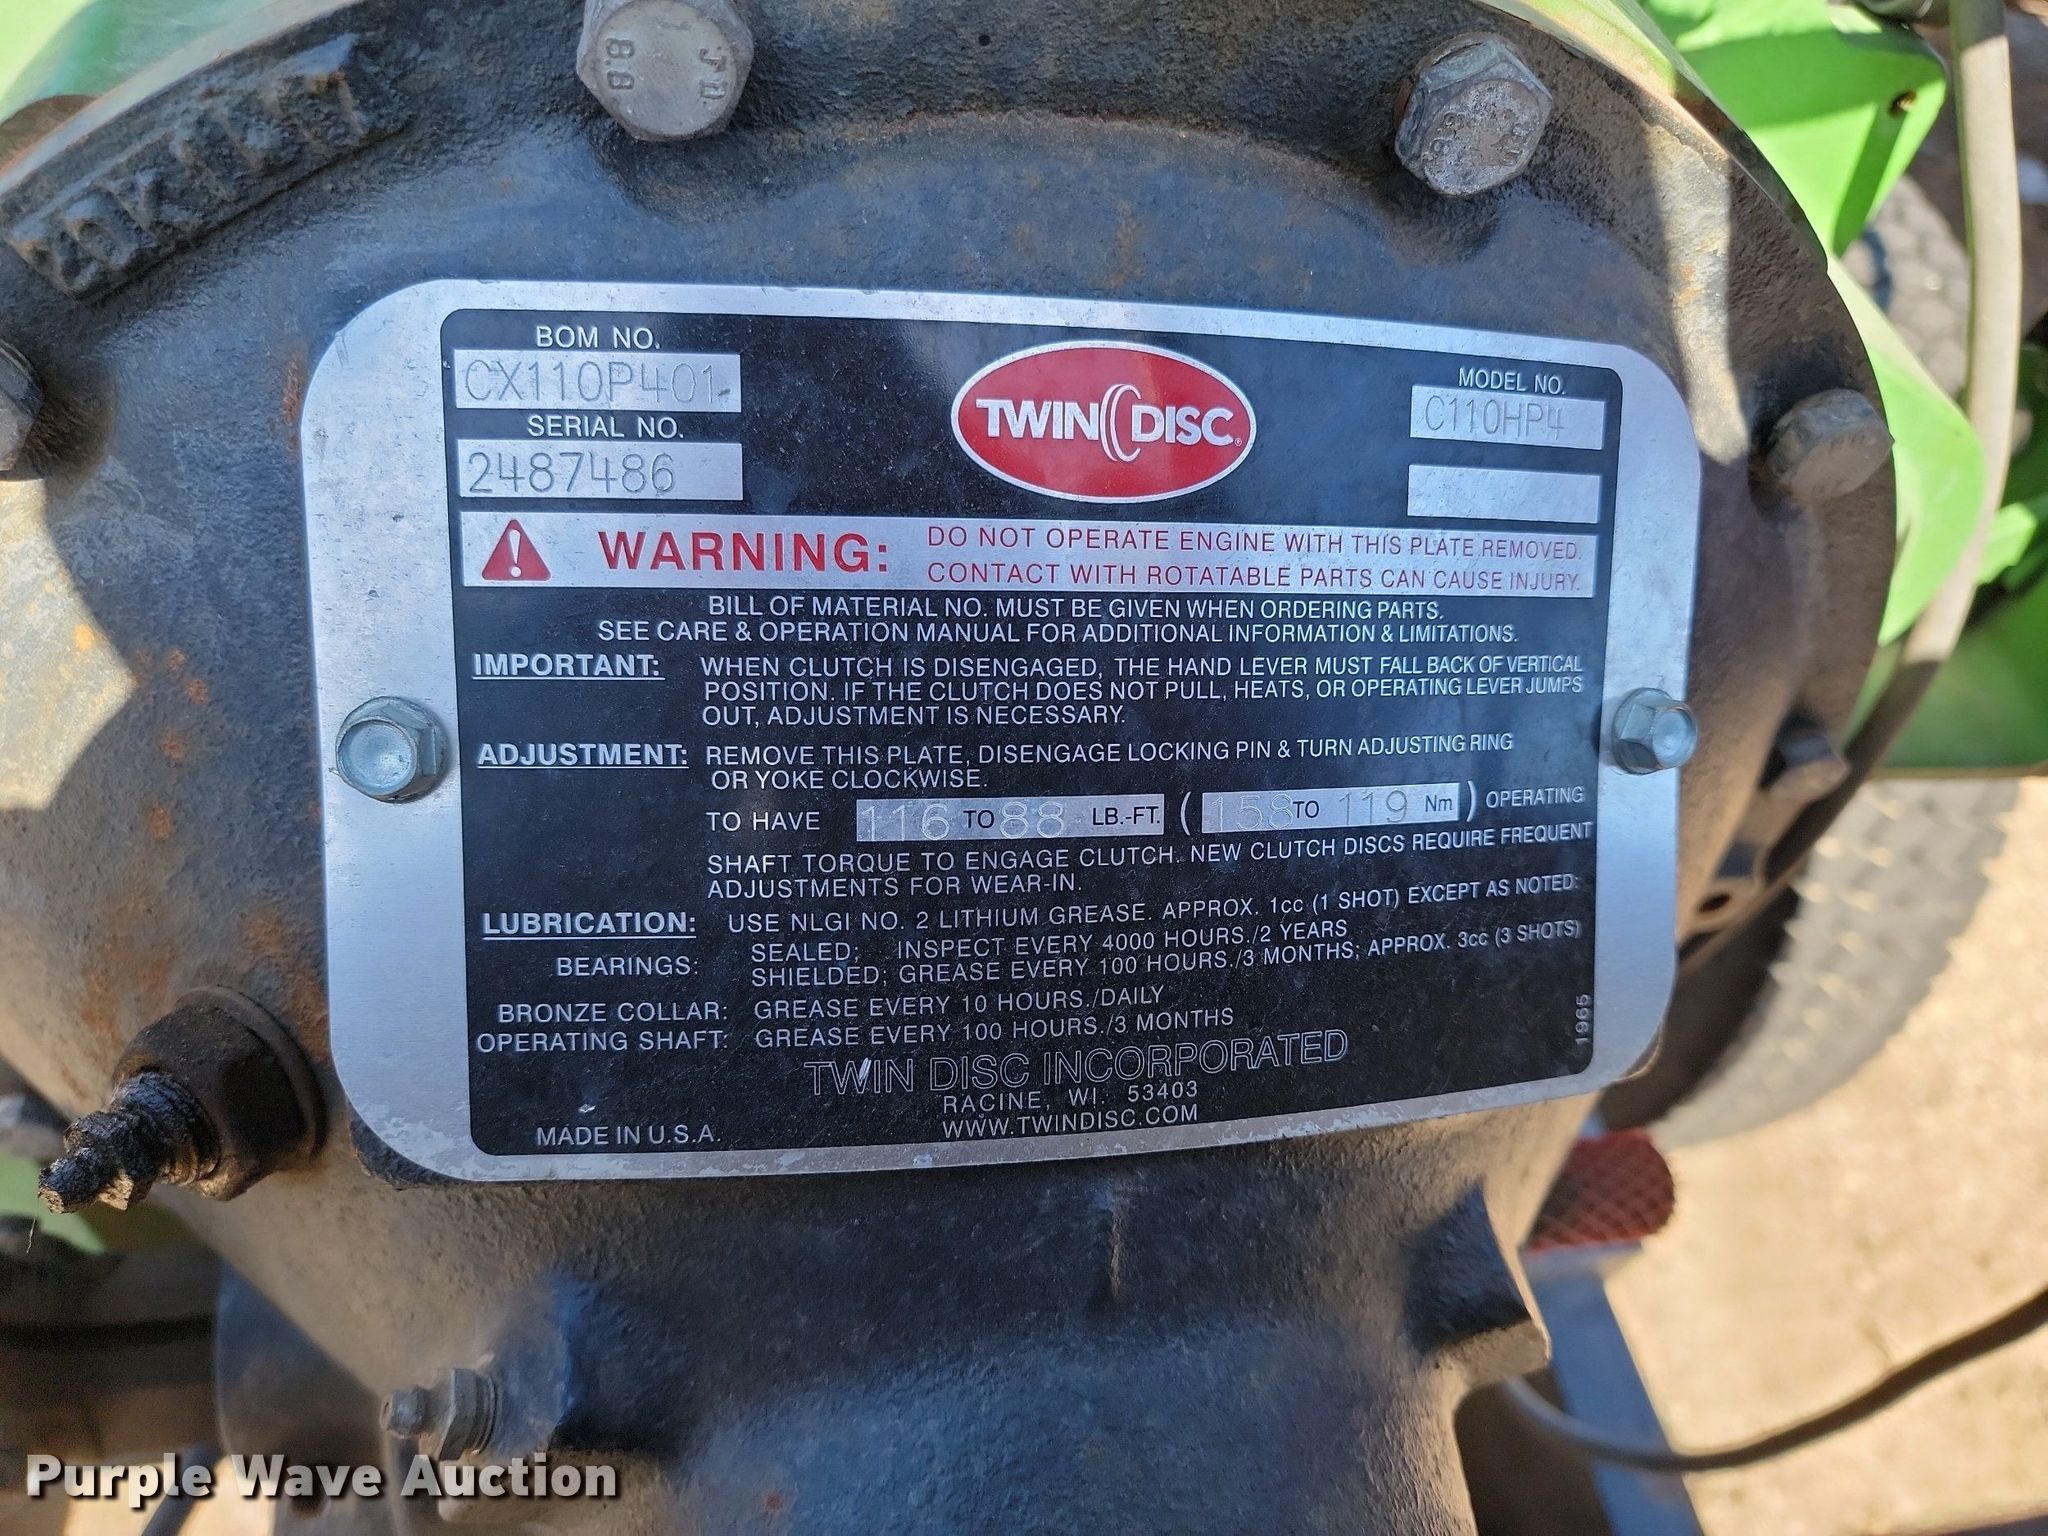 8.8
JD
BOM NO.
CX110P401
SERIAL NO.
2487486
TWIN DISC
MODEL NO.
C110HP4
WARNING: DO NOT OPERATE ENGINE WITH THIS PLATE REMOVED.
CONTACT WITH ROTATABLE PARTS CAN CAUSE INJURY.
BILL OF MATERIAL NO. MUST BE GIVEN WHEN ORDERING PARTS.
SEE CARE & OPERATION MANUAL FOR ADDITIONAL INFORMATION & LIMITATIONS.
IMPORTANT: WHEN CLUTCH IS DISENGAGED, THE HAND LEVER MUST FALL BACK OF VERTICAL
POSITION. IF THE CLUTCH DOES NOT PULL, HEATS, OR OPERATING LEVER JUMPS
OUT, ADJUSTMENT IS NECESSARY.
ADJUSTMENT: REMOVE THIS PLATE, DISENGAGE LOCKING PIN & TURN ADJUSTING RING
OR YOKE CLOCKWISE.
TO HAVE 116 TO 88 LB.-FT. (158 TO 119 Nm) OPERATING
SHAFT TORQUE TO ENGAGE CLUTCH. NEW CLUTCH DISCS REQUIRE FREQUENT
ADJUSTMENTS FOR WEAR-IN.
LUBRICATION: USE NLGI NO. 2 LITHIUM GREASE. APPROX. 1cc (1 SHOT) EXCEPT AS NOTED:
BEARINGS: SEALED; INSPECT EVERY 4000 HOURS./2 YEARS
SHIELDED; GREASE EVERY 100 HOURS./3 MONTHS; APPROX. 3cc (3 SHOTS)
BRONZE COLLAR: GREASE EVERY 10 HOURS./DAILY
OPERATING SHAFT: GREASE EVERY 100 HOURS./3 MONTHS
1965
TWIN DISC INCORPORATED
RACINE, WI. 53403
WWW.TWINDISC.COM
MADE IN U.S.A.
Purple Wave Auction